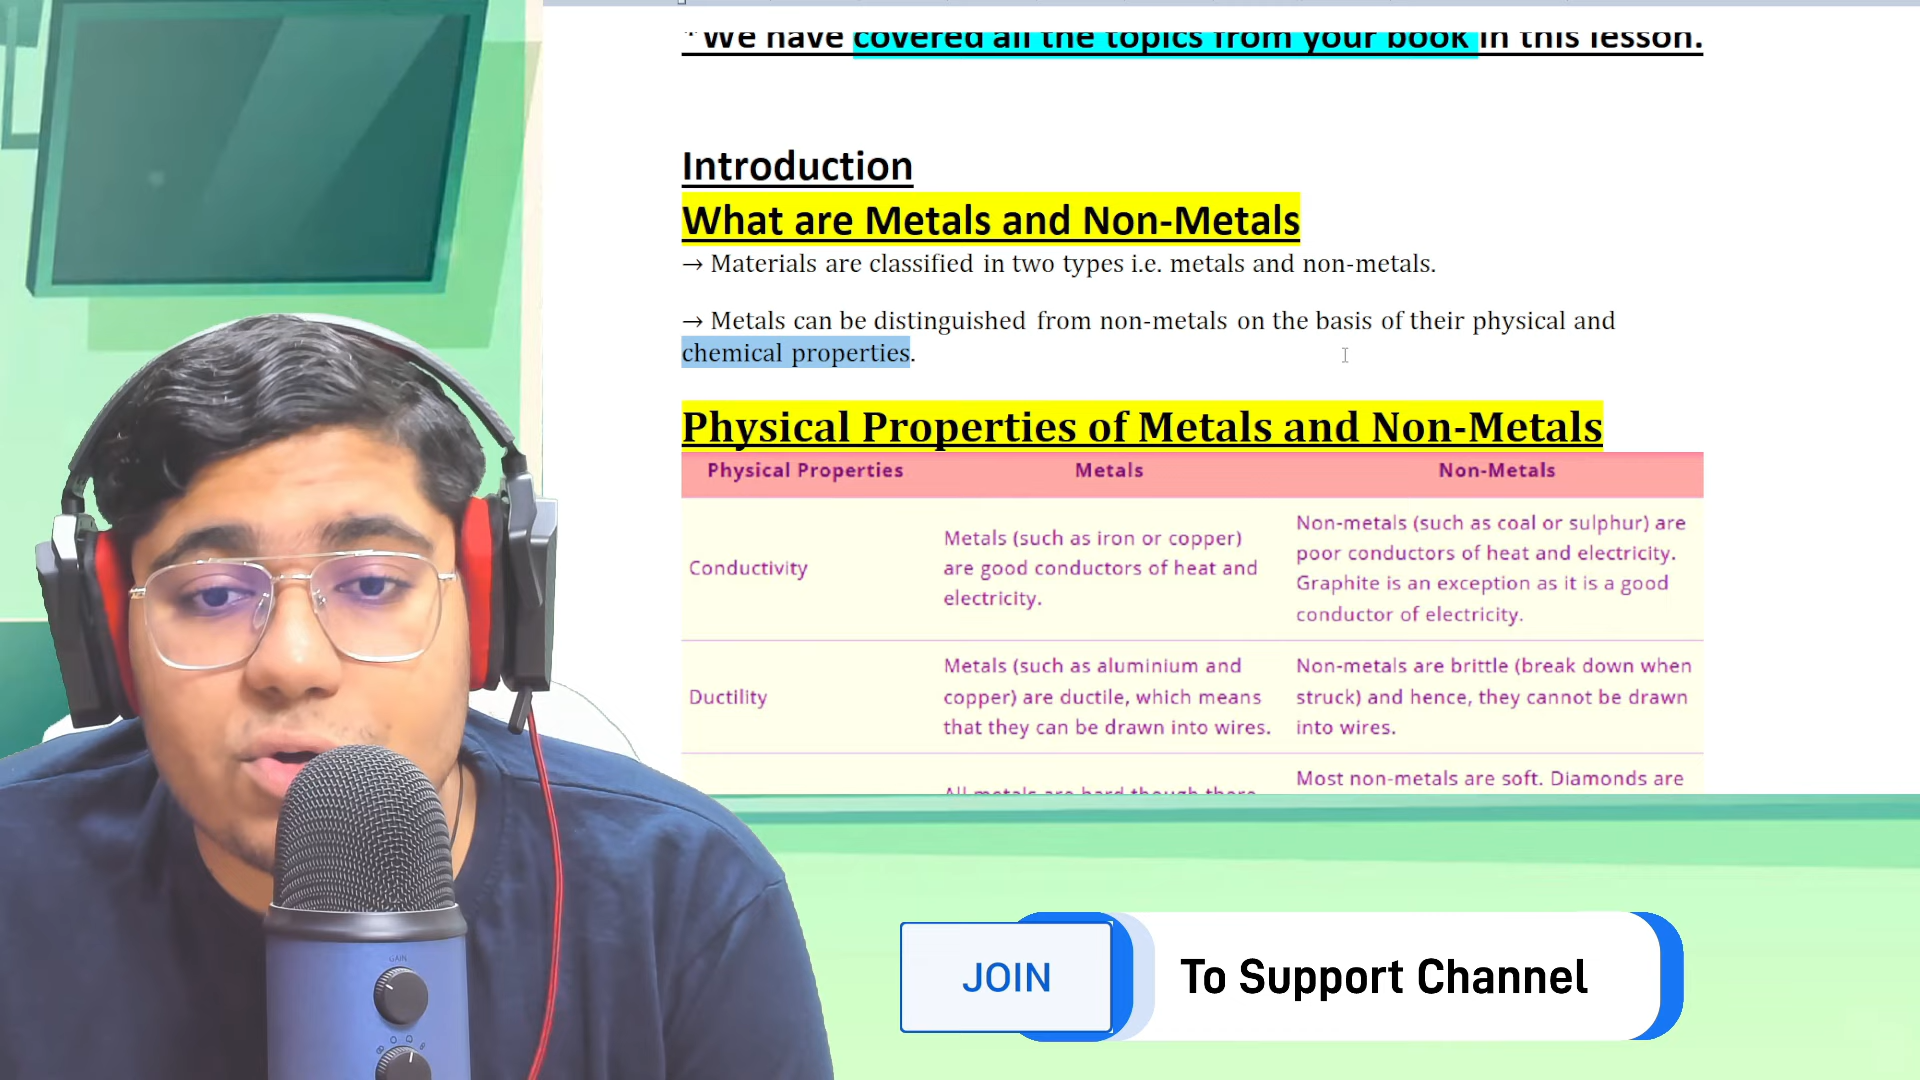 *We have covered all the topics from your book in this lesson.
Introduction
What are Metals and Non-Metals
→ Materials are classified in two types i.e. metals and non-metals.
→ Metals can be distinguished from non-metals on the basis of their physical and
chemical properties.
Physical Properties of Metals and Non-Metals
Physical Properties Metals Non-Metals
Conductivity
Metals (such as iron or copper)
are good conductors of heat and
electricity.
Non-metals (such as coal or sulphur) are
poor conductors of heat and electricity.
Graphite is an exception as it is a good
conductor of electricity.
Ductility
Metals (such as aluminium and
copper) are ductile, which means
that they can be drawn into wires.
Non-metals are brittle (break down when
struck) and hence, they cannot be drawn
into wires.
All metals are hard though there
Most non-metals are soft. Diamonds are
GAIN
JOIN To Support Channel